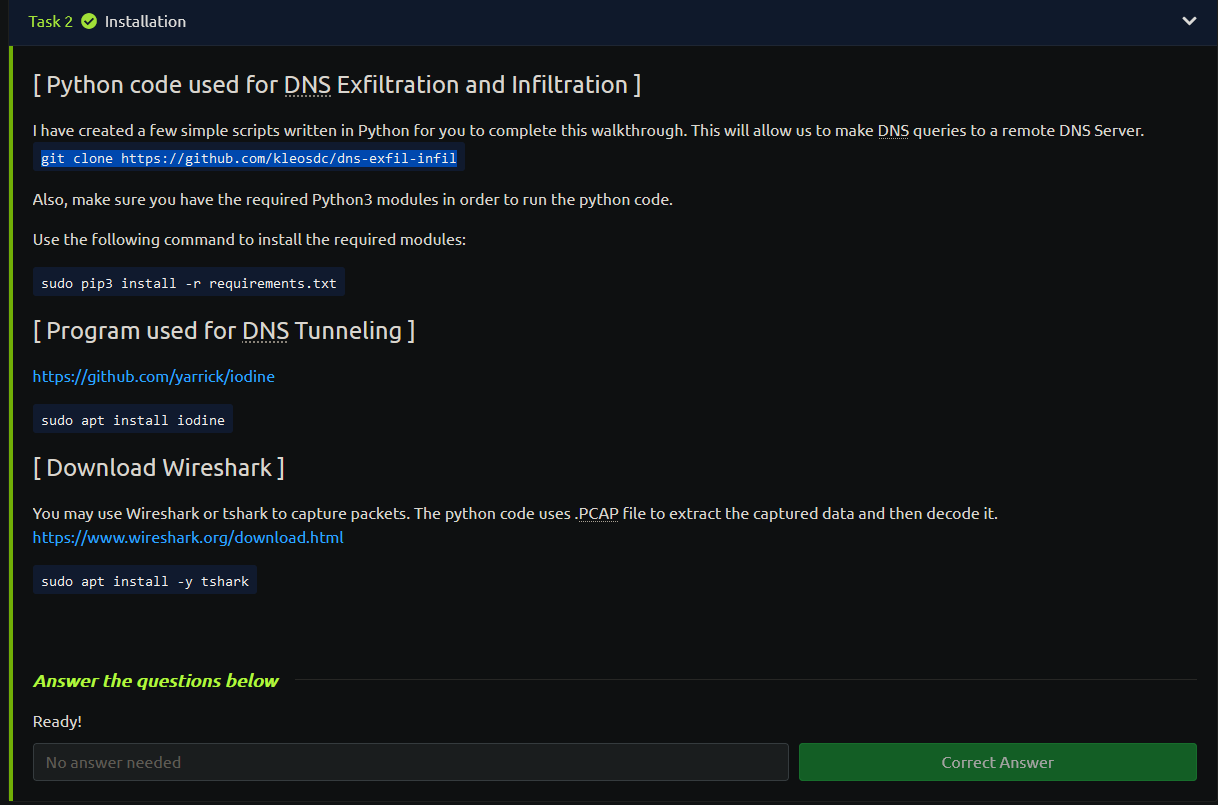 Task 2 Installation
[ Python code used for DNS Exfiltration and Infiltration ]
I have created a few simple scripts written in Python for you to complete this walkthrough. This will allow us to make DNS queries to a remote DNS Server.
git clone https://github.com/kleosdc/dns-exfil-infil
Also, make sure you have the required Python3 modules in order to run the python code.
Use the following command to install the required modules:
sudo pip3 install -r requirements.txt
[ Program used for DNS Tunneling ]
https://github.com/yarrick/iodine
sudo apt install iodine
[ Download Wireshark ]
You may use Wireshark or tshark to capture packets. The python code uses .PCAP file to extract the captured data and then decode it.
https://www.wireshark.org/download.html
sudo apt install -y tshark
Answer the questions below
Ready!
No answer needed
Correct Answer